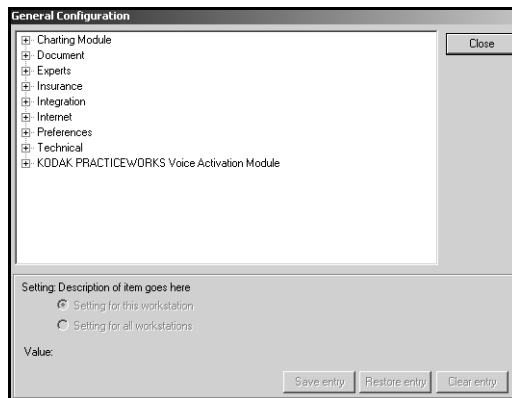 General Configuration
Charting Module
Close
Document
Experts
Insurance
Integration
Internet
Preferences
Technical
KODAK PRACTICEWORKS Voice Activation Module
Setting: Description of item goes here
Setting for this workstation
Setting for all workstations
Value:
Save entry Restore entry Clear entry